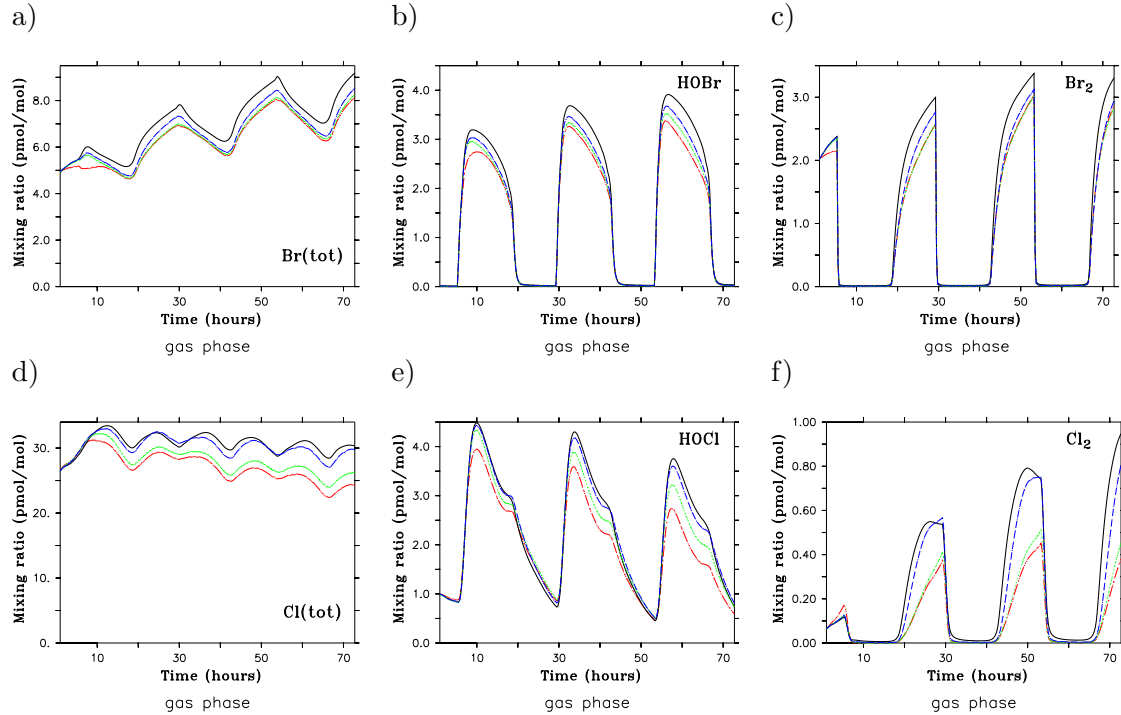 a)
b)
c)
Mixing ratio (pmol/mol)
8.0
6.0
4.0
2.0
0.0
Br(tot)
10 30 50 70
Time (hours)
gas phase
Mixing ratio (pmol/mol)
4.0
3.0
2.0
1.0
0.0
HOBr
10 30 50 70
Time (hours)
gas phase
Mixing ratio (pmol/mol)
3.0
2.0
1.0
0.0
Br2
10 30 50 70
Time (hours)
gas phase
d)
e)
f)
Mixing ratio (pmol/mol)
30.
20.
10.
0.0
Cl(tot)
10 30 50 70
Time (hours)
gas phase
Mixing ratio (pmol/mol)
4.0
3.0
2.0
1.0
0.0
HOCl
10 30 50 70
Time (hours)
gas phase
Mixing ratio (pmol/mol)
1.00
0.80
0.60
0.40
0.20
0.00
Cl2
10 30 50 70
Time (hours)
gas phase